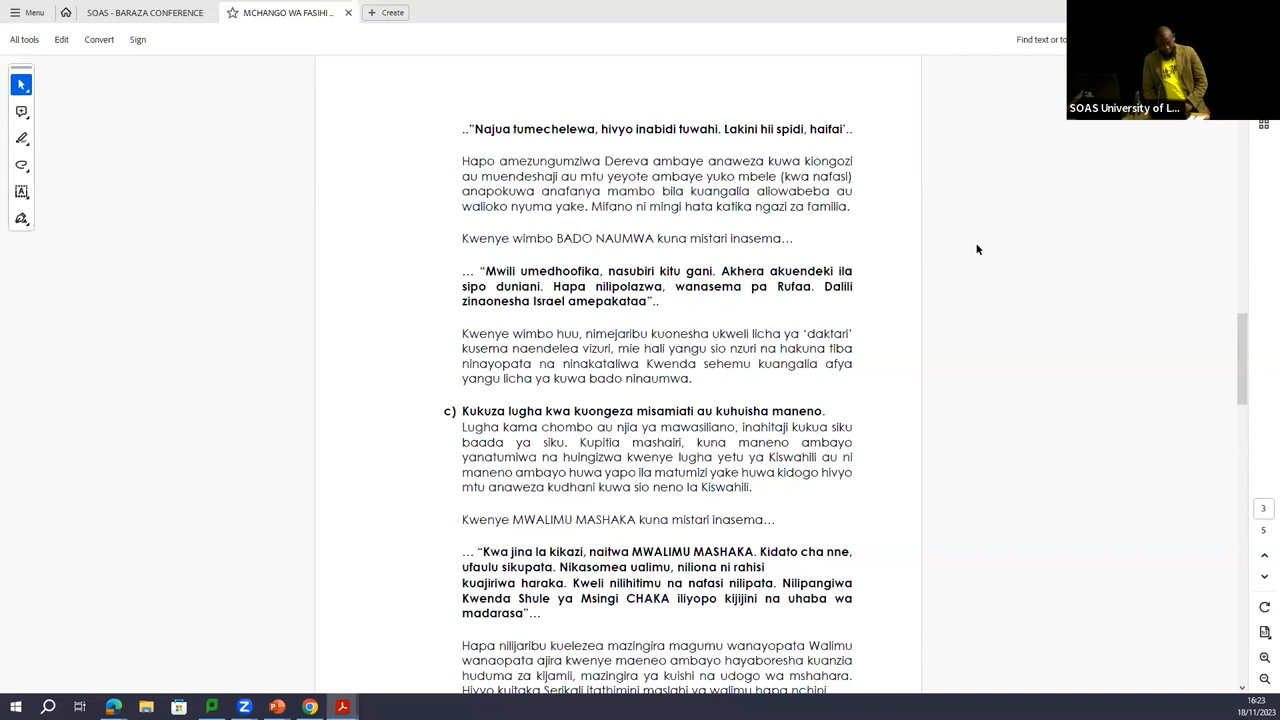 Menu
SOAS - BARAZA CONFERENCE
MCHANGO WA FASIHI ...
Create
All tools
Edit
Convert
Sign
Find text or to
SOAS University of L...
..”Najua tumechelewa, hivyo inabidi tuwahi. Lakini hii spidi, haifai’..
Hapo amezungumziwa Dereva ambaye anaweza kuwa kiongozi
au muendeshaji au mtu yeyote ambaye yuko mbele (kwa nafasi)
anapokuwa anafanya mambo bila kuangalia aliowabeba au
walioko nyuma yake. Mifano ni mingi hata katika ngazi za familia.
Kwenye wimbo BADO NAUMWA kuna mistari inasema…
… “Mwili umedhoofika, nasubiri kitu gani. Akhera akuendeki ila
sipo duniani. Hapa nilipolazwa, wanasema pa Rufaa. Dalili
zinaonesha Israel amepakataa”..
Kwenye wimbo huu, nimejaribu kuonesha ukweli licha ya ‘daktari’
kusema naendelea vizuri, mie hali yangu sio nzuri na hakuna tiba
ninayopata na ninakataliwa Kwenda sehemu kuangalia afya
yangu licha ya kuwa bado ninaumwa.
c) Kukuza lugha kwa kuongeza misamiati au kuhuisha maneno.
Lugha kama chombo au njia ya mawasiliano, inahitaji kukua siku
baada ya siku. Kupitia mashairi, kuna maneno ambayo
yanatumiwa na huingizwa kwenye lugha yetu ya Kiswahili au ni
maneno ambayo huwa yapo ila matumizi yake huwa kidogo hivyo
mtu anaweza kudhani kuwa sio neno la Kiswahili.
Kwenye MWALIMU MASHAKA kuna mistari inasema…
… “Kwa jina la kikazi, naitwa MWALIMU MASHAKA. Kidato cha nne,
ufaulu sikupata. Nikasomea ualimu, niliona ni rahisi
kuajiriwa haraka. Kweli nilihitimu na nafasi nilipata. Nilipangiwa
Kwenda Shule ya Msingi CHAKA iliyopo kijijini na uhaba wa
madarasa”…
Hapa nilijaribu kuelezea mazingira magumu wanayopata Walimu
wanaopata ajira kwenye maeneo ambayo hayaboresha kuanzia
huduma za kijamii, mazingira ya kuishi na udogo wa mshahara.
Hivyo kuitaka Serikali itathimini maslahi ya walimu hapa nchini
3
5
16:23
18/11/2023